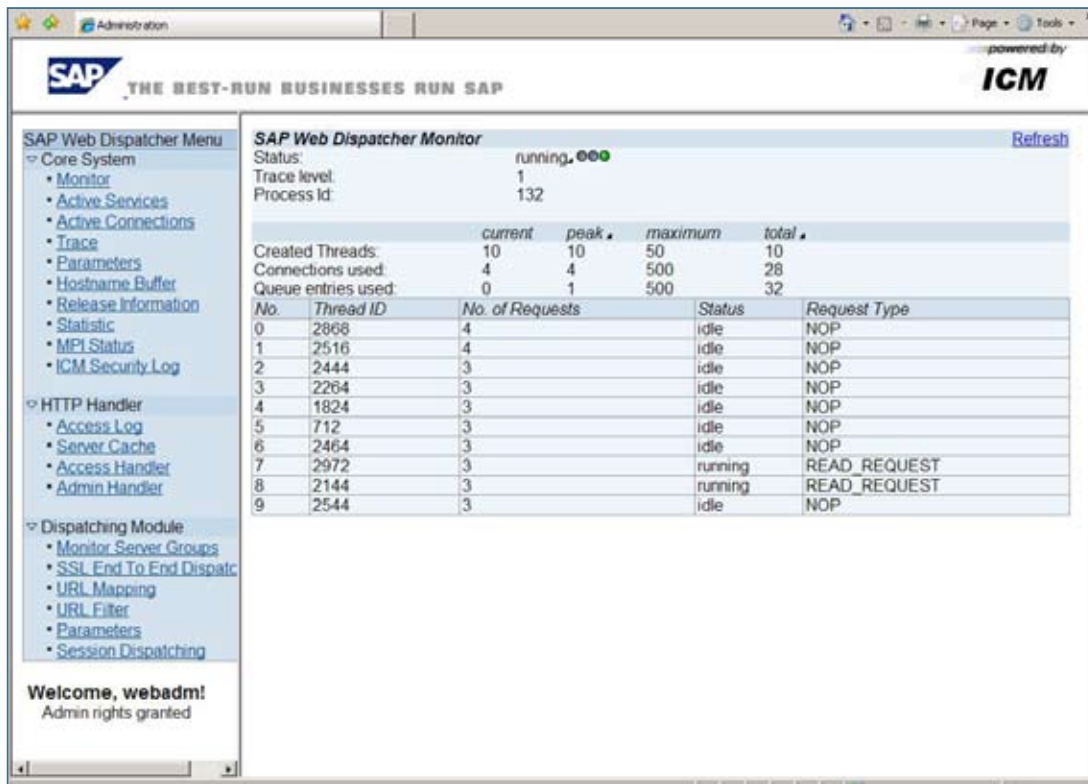 Administration
Page Tools
powered by
SAP THE BEST-RUN BUSINESSES RUN SAP
ICM
SAP Web Dispatcher Menu
Core System
• Monitor
• Active Services
• Active Connections
• Trace
• Parameters
• Hostname Buffer
• Release Information
• Statistic
• MPI Status
• ICM Security Log
HTTP Handler
• Access Log
• Server Cache
• Access Handler
• Admin Handler
Dispatching Module
• Monitor Server Groups
• SSL End To End Dispatc
• URL Mapping
• URL Filter
• Parameters
• Session Dispatching
Welcome, webadm!
Admin rights granted
SAP Web Dispatcher Monitor Refresh
Status: running
Trace level: 1
Process Id: 132
current peak maximum total
Created Threads: 10 10 50 10
Connections used: 4 4 500 28
Queue entries used: 0 1 500 32
No. Thread ID No. of Requests Status Request Type
0 2868 4 idle NOP
1 2516 4 idle NOP
2 2444 3 idle NOP
3 2264 3 idle NOP
4 1824 3 idle NOP
5 712 3 idle NOP
6 2464 3 idle NOP
7 2972 3 running READ_REQUEST
8 2144 3 running READ_REQUEST
9 2544 3 idle NOP